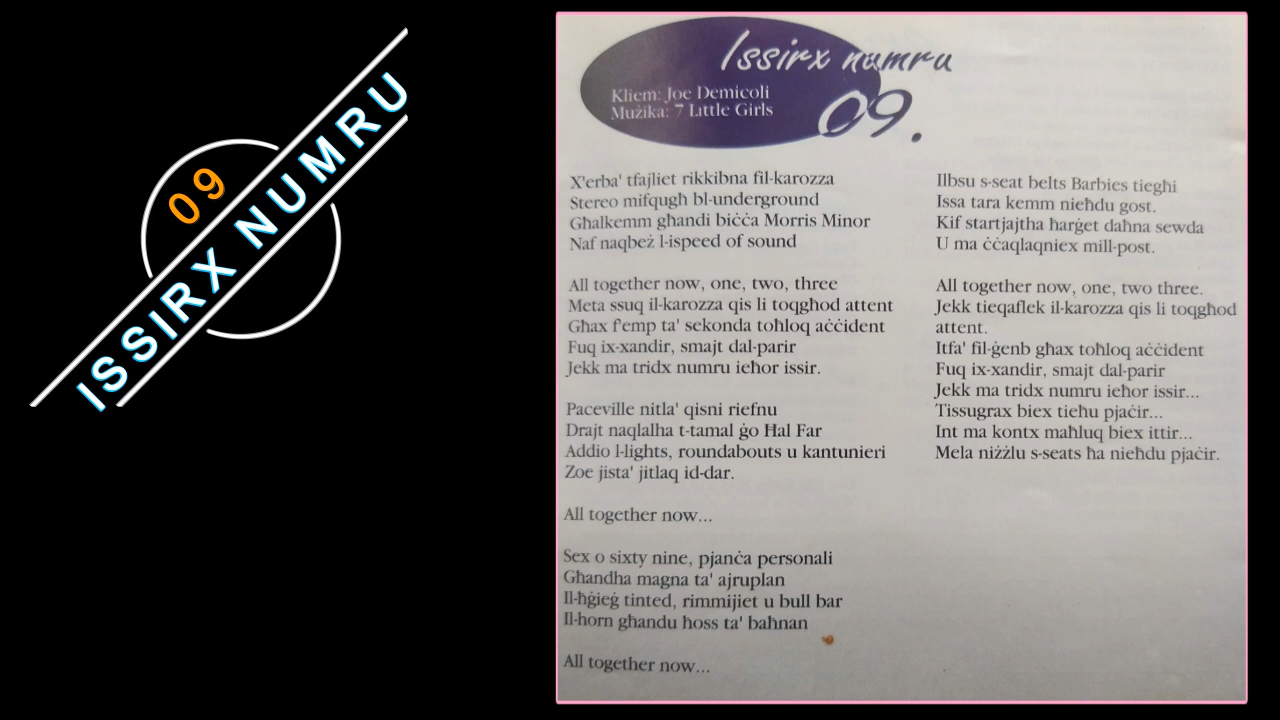 09
ISSIRX NUMRU
Issirx numru
09.
Kliem: Joe Demicoli
Mużika: 7 Little Girls
X'erba' tfajliet rikkibna fil-karozza
Stereo mifqugħ bl-underground
Għalkemm għandi biċċa Morris Minor
Naf naqbeż l-ispeed of sound
All together now, one, two, three
Meta ssuq il-karozza qis li toqgħod attent
Għax f'emp ta' sekonda toħloq aċċident
Fuq ix-xandir, smajt dal-parir
Jekk ma tridx numru ieħor issir.
Paceville nitla' qisni riefnu
Drajt naqlalha t-tamal ġo Ħal Far
Addio l-lights, roundabouts u kantunieri
Zoe jista' jitlaq id-dar.
All together now...
Sex o sixty nine, pjanċa personali
Għandha magna ta' ajruplan
Il-ħġieġ tinted, rimmijiet u bull bar
Il-horn għandu ħoss ta' baħnan
All together now...
Ilbsu s-seat belts Barbies tiegħi
Issa tara kemm nieħdu gost.
Kif startjajtha ħarġet daħna sewda
U ma ċċaqlaqniex mill-post.
All together now, one, two three.
Jekk tieqaflek il-karozza qis li toqgħod
attent.
Itfa' fil-ġenb għax toħloq aċċident
Fuq ix-xandir, smajt dal-parir
Jekk ma tridx numru ieħor issir...
Tissugrax biex tieħu pjaċir...
Int ma kontx maħluq biex ittir...
Mela niżżlu s-seats ħa nieħdu pjaċir.